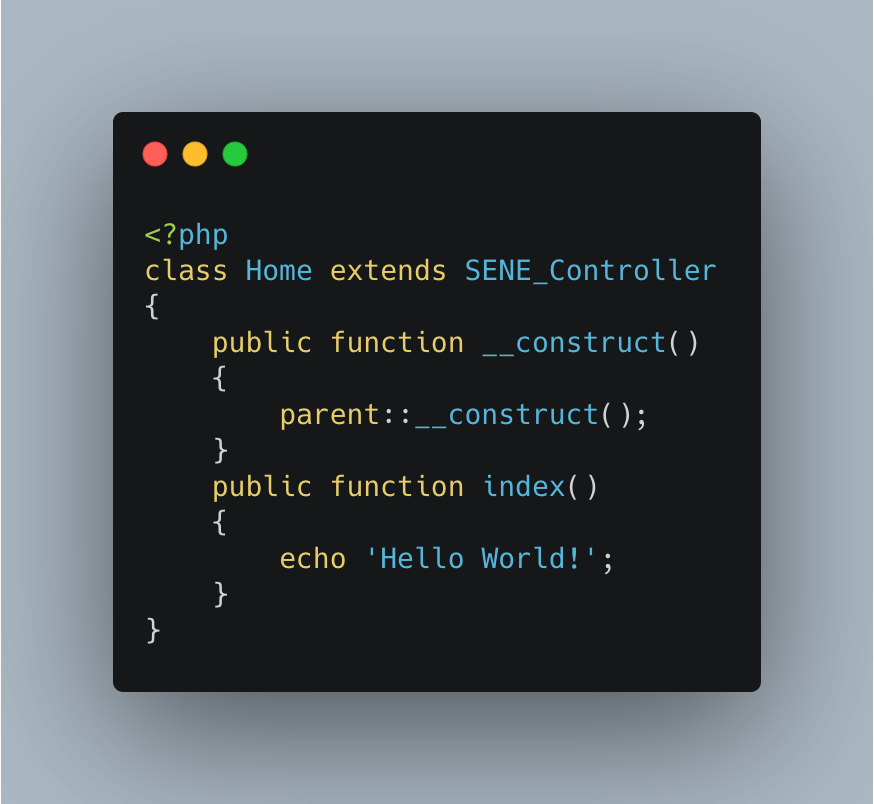 <?php
class Home extends SENE_Controller
{
    public function __construct()
    {
        parent::__construct();
    }
    public function index()
    {
        echo 'Hello World!';
    }
}